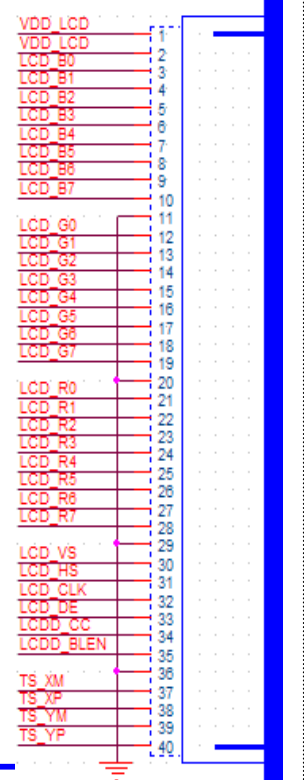 VDD_LCD
1
VDD_LCD
2
LCD_B0
3
LCD_B1
4
LCD_B2
5
LCD_B3
6
LCD_B4
7
LCD_B5
8
LCD_B6
9
LCD_B7
10
11
LCD_G0
12
LCD_G1
13
LCD_G2
14
LCD_G3
15
LCD_G4
16
LCD_G5
17
LCD_G6
18
LCD_G7
19
20
LCD_R0
21
LCD_R1
22
LCD_R2
23
LCD_R3
24
LCD_R4
25
LCD_R5
26
LCD_R6
27
LCD_R7
28
29
LCD_VS
30
LCD_HS
31
LCD_CLK
32
LCD_DE
33
LCDD_CC
34
LCDD_BLEN
35
36
TS_XM
37
TS_XP
38
TS_YM
39
TS_YP
40